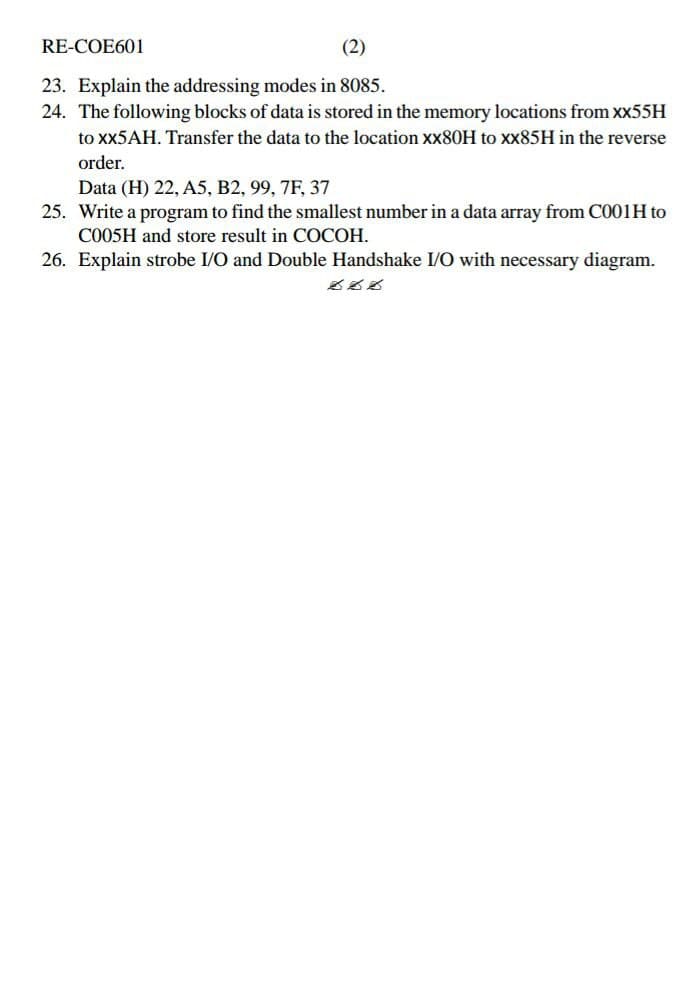 RE-COE601 (2)
23. Explain the addressing modes in 8085.
24. The following blocks of data is stored in the memory locations from xx55H
to xx5AH. Transfer the data to the location xx80H to xx85H in the reverse
order.
Data (H) 22, A5, B2, 99, 7F, 37
25. Write a program to find the smallest number in a data array from C001H to
C005H and store result in COCOH.
26. Explain strobe I/O and Double Handshake I/O with necessary diagram.